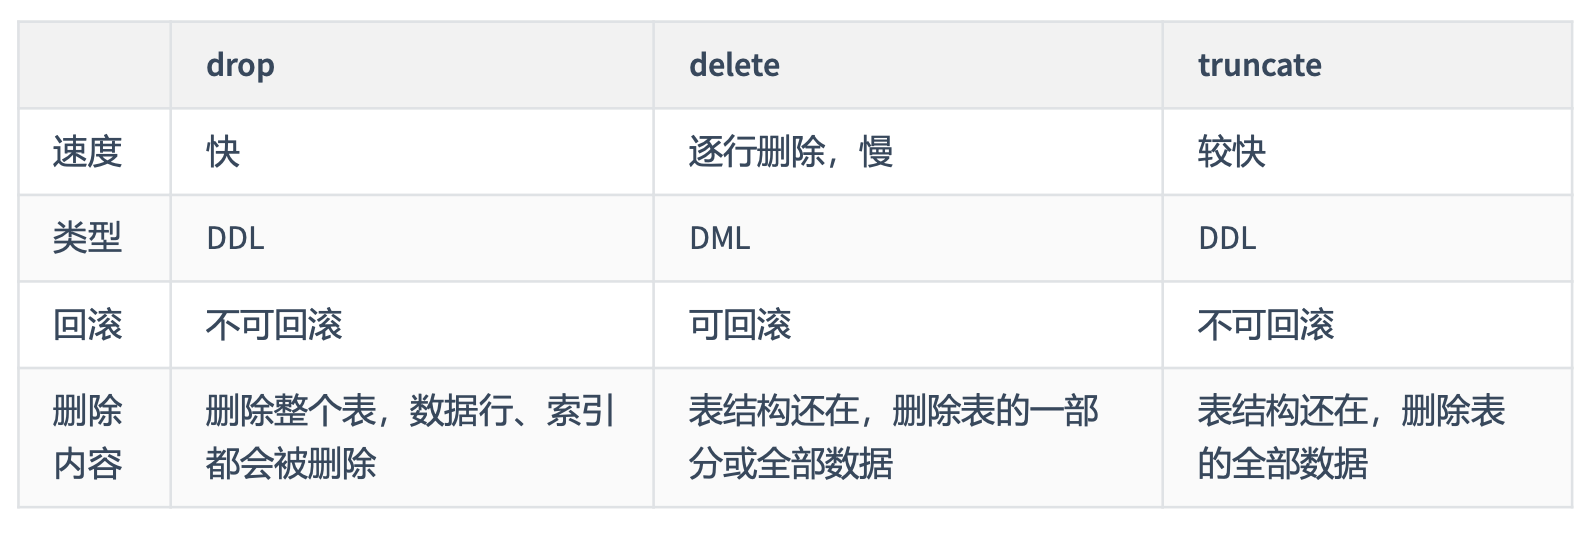 drop delete truncate
速度 快 逐行删除，慢 较快
类型 DDL DML DDL
回滚 不可回滚 可回滚 不可回滚
删除 删除整个表，数据行、索引 表结构还在，删除表的一部 表结构还在，删除表
内容 都会被删除 分或全部数据 的全部数据